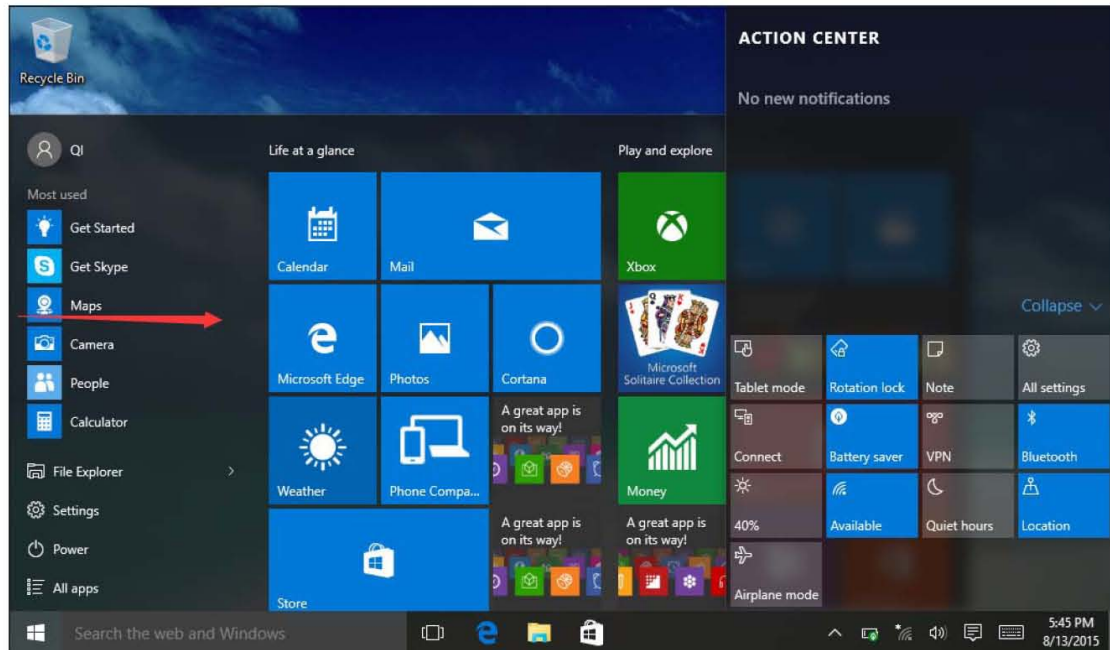 Recycle Bin
QI
Most used
Get Started
Get Skype
Maps
Camera
People
Calculator
File Explorer
Settings
Power
All apps
Life at a glance
Calendar
Mail
Microsoft Edge
Photos
Cortana
Weather
Phone Compa...
A great app is
on its way!
Store
A great app is
on its way!
Play and explore
Xbox
Microsoft
Solitaire Collection
Money
A great app is
on its way!
ACTION CENTER
No new notifications
Collapse
Tablet mode
Rotation lock
Note
All settings
Connect
Battery saver
VPN
Bluetooth
40%
Available
Quiet hours
Location
Airplane mode
Search the web and Windows
5:45 PM
8/13/2015